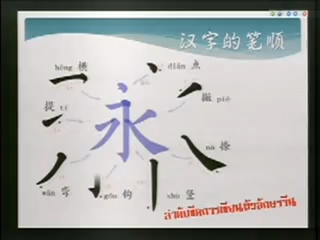 汉字的笔顺
héng 横
diǎn 点
提 tí
撇 piě
永
na 捺
wān 弯
gōu 钩
shù 竖
ลำดับขีดการเขียนตัวอักษรจีน